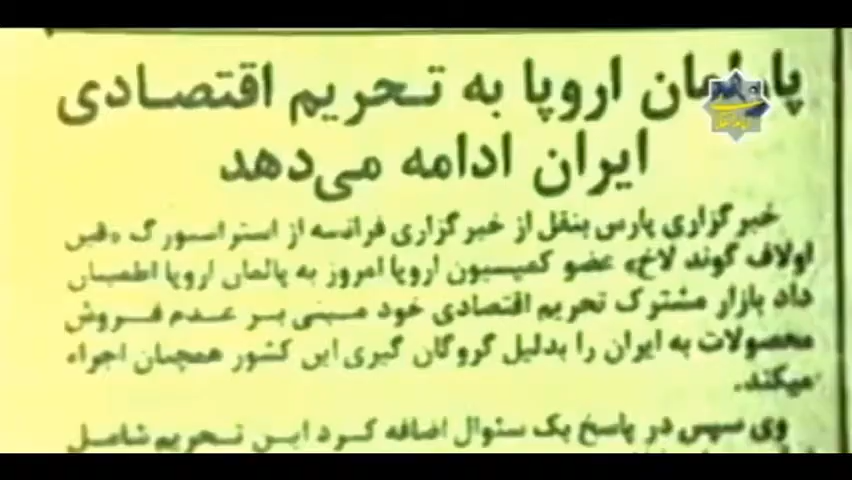 پارلمان اروپا به تحریم اقتصادی
ایران ادامه می‌دهد
خبرگزاری پارس بنقل از خبرگزاری فرانسه از استراسبورگ «فین
اولاف گوند لاخ» عضو کمیسیون اروپا امروز به پالمان اروپا اطمینان
داد بازار مشترک تحریم اقتصادی خود مبنی بر عدم فروش
محصولات به ایران را بدلیل گروگان گیری این کشور همچنان اجراء
میکند.
وی سپس در پاسخ یک سئوال اضافه کرد این تحریم شامل